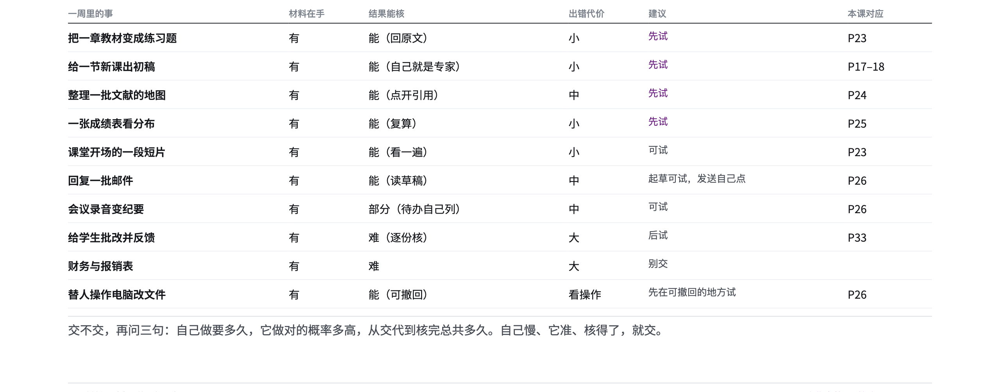 一周里的事 材料在手 结果能核 出错代价 建议 本课对应
把一章教材变成练习题 有 能（回原文） 小 先试 P23
给一节新课出初稿 有 能（自己就是专家） 小 先试 P17–18
整理一批文献的地图 有 能（点开引用） 中 先试 P24
一张成绩表看分布 有 能（复算） 小 先试 P25
课堂开场的一段短片 有 能（看一遍） 小 可试 P23
回复一批邮件 有 能（读草稿） 中 起草可试，发送自己点 P26
会议录音变纪要 有 部分（待办自己列） 中 可试 P26
给学生批改并反馈 有 难（逐份核） 大 后试 P33
财务与报销表 有 难 大 别交
替人操作电脑改文件 有 能（可撤回） 看操作 先在可撤回的地方试 P26
交不交，再问三句：自己做要多久，它做对的概率多高，从交代到核完总共多久。自己慢、它准、核得了，就交。